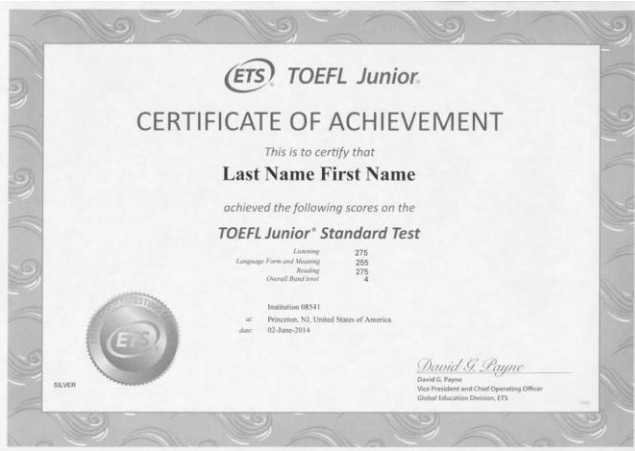 ETS® TOEFL Junior®
CERTIFICATE OF ACHIEVEMENT
This is to certify that
Last Name First Name
achieved the following scores on the
TOEFL Junior® Standard Test
Listening 275
Language Form and Meaning 255
Reading 275
Overall Band level 4
Institution 08541
at: Princeton, NJ, United States of America
date: 02-June-2014
TESTING
ETS
SILVER
David G. Payne
David G. Payne
Vice President and Chief Operating Officer
Global Education Division, ETS